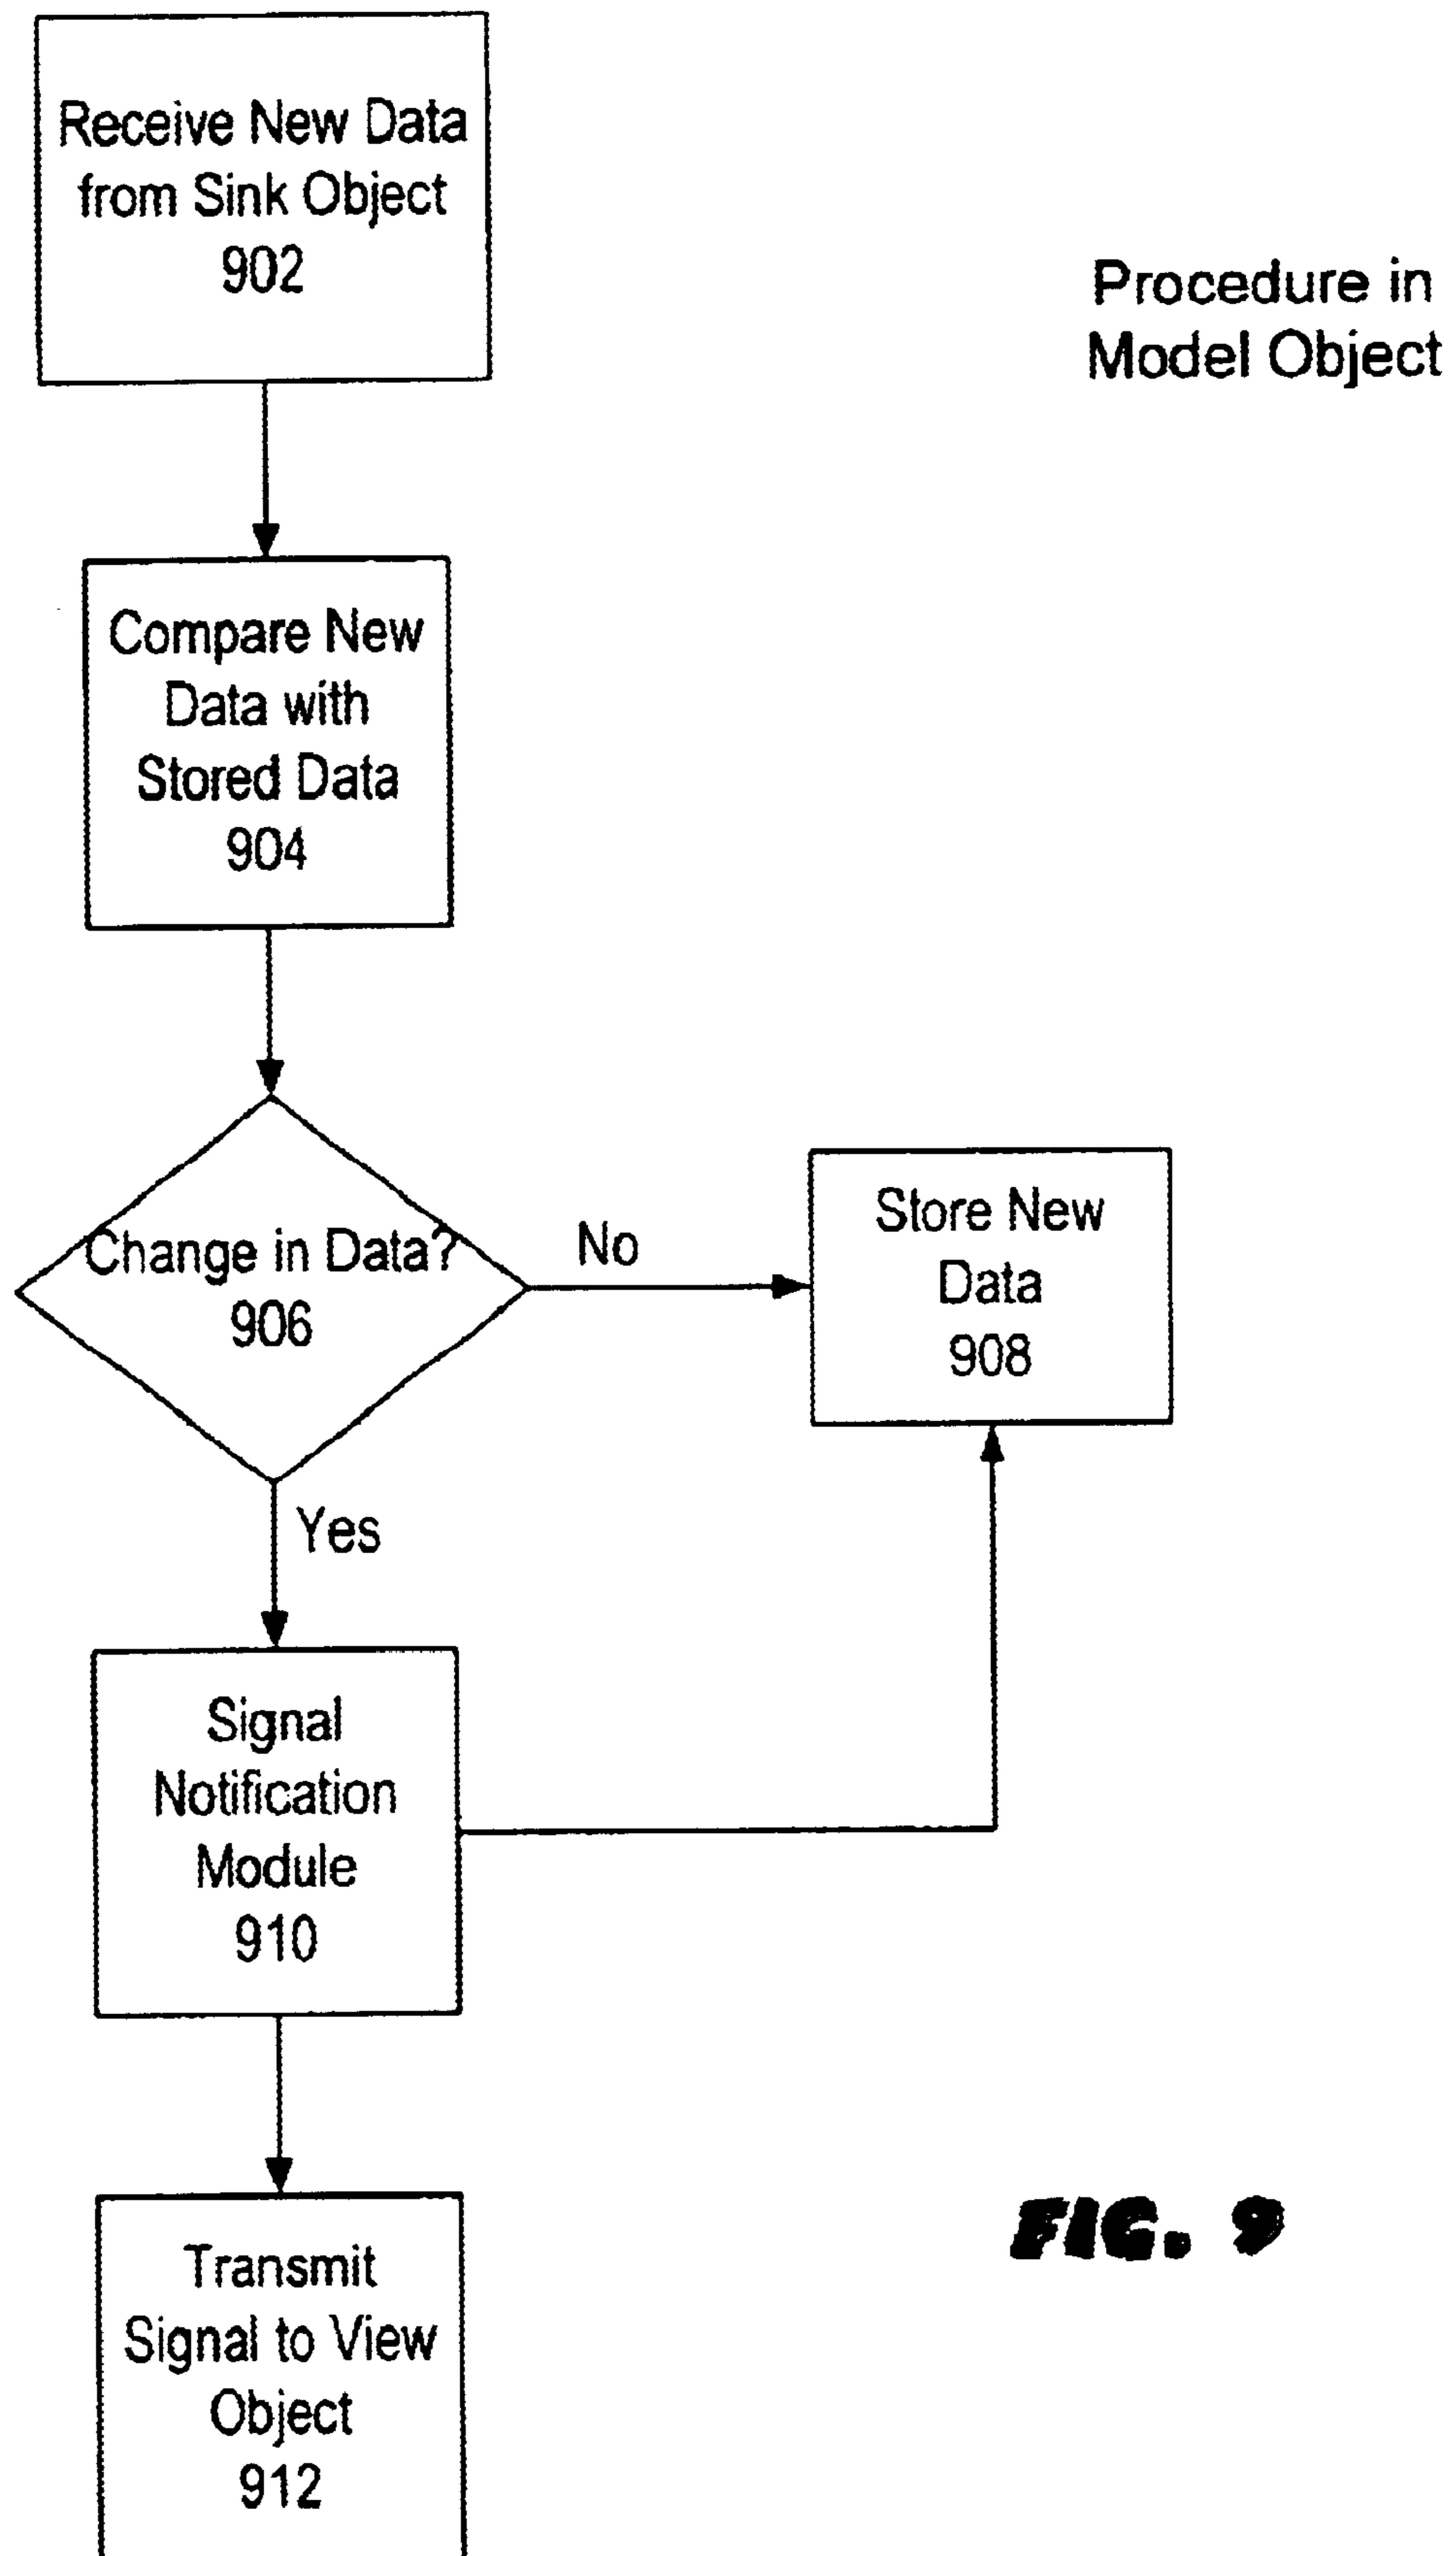 Receive New Data
from Sink Object
902
Procedure in
Model Object
Compare New
Data with
Stored Data
904
Change in Data?
906
No
Store New
Data
908
Yes
Signal
Notification
Module
910
Transmit
Signal to View
Object
912
FIG. 9